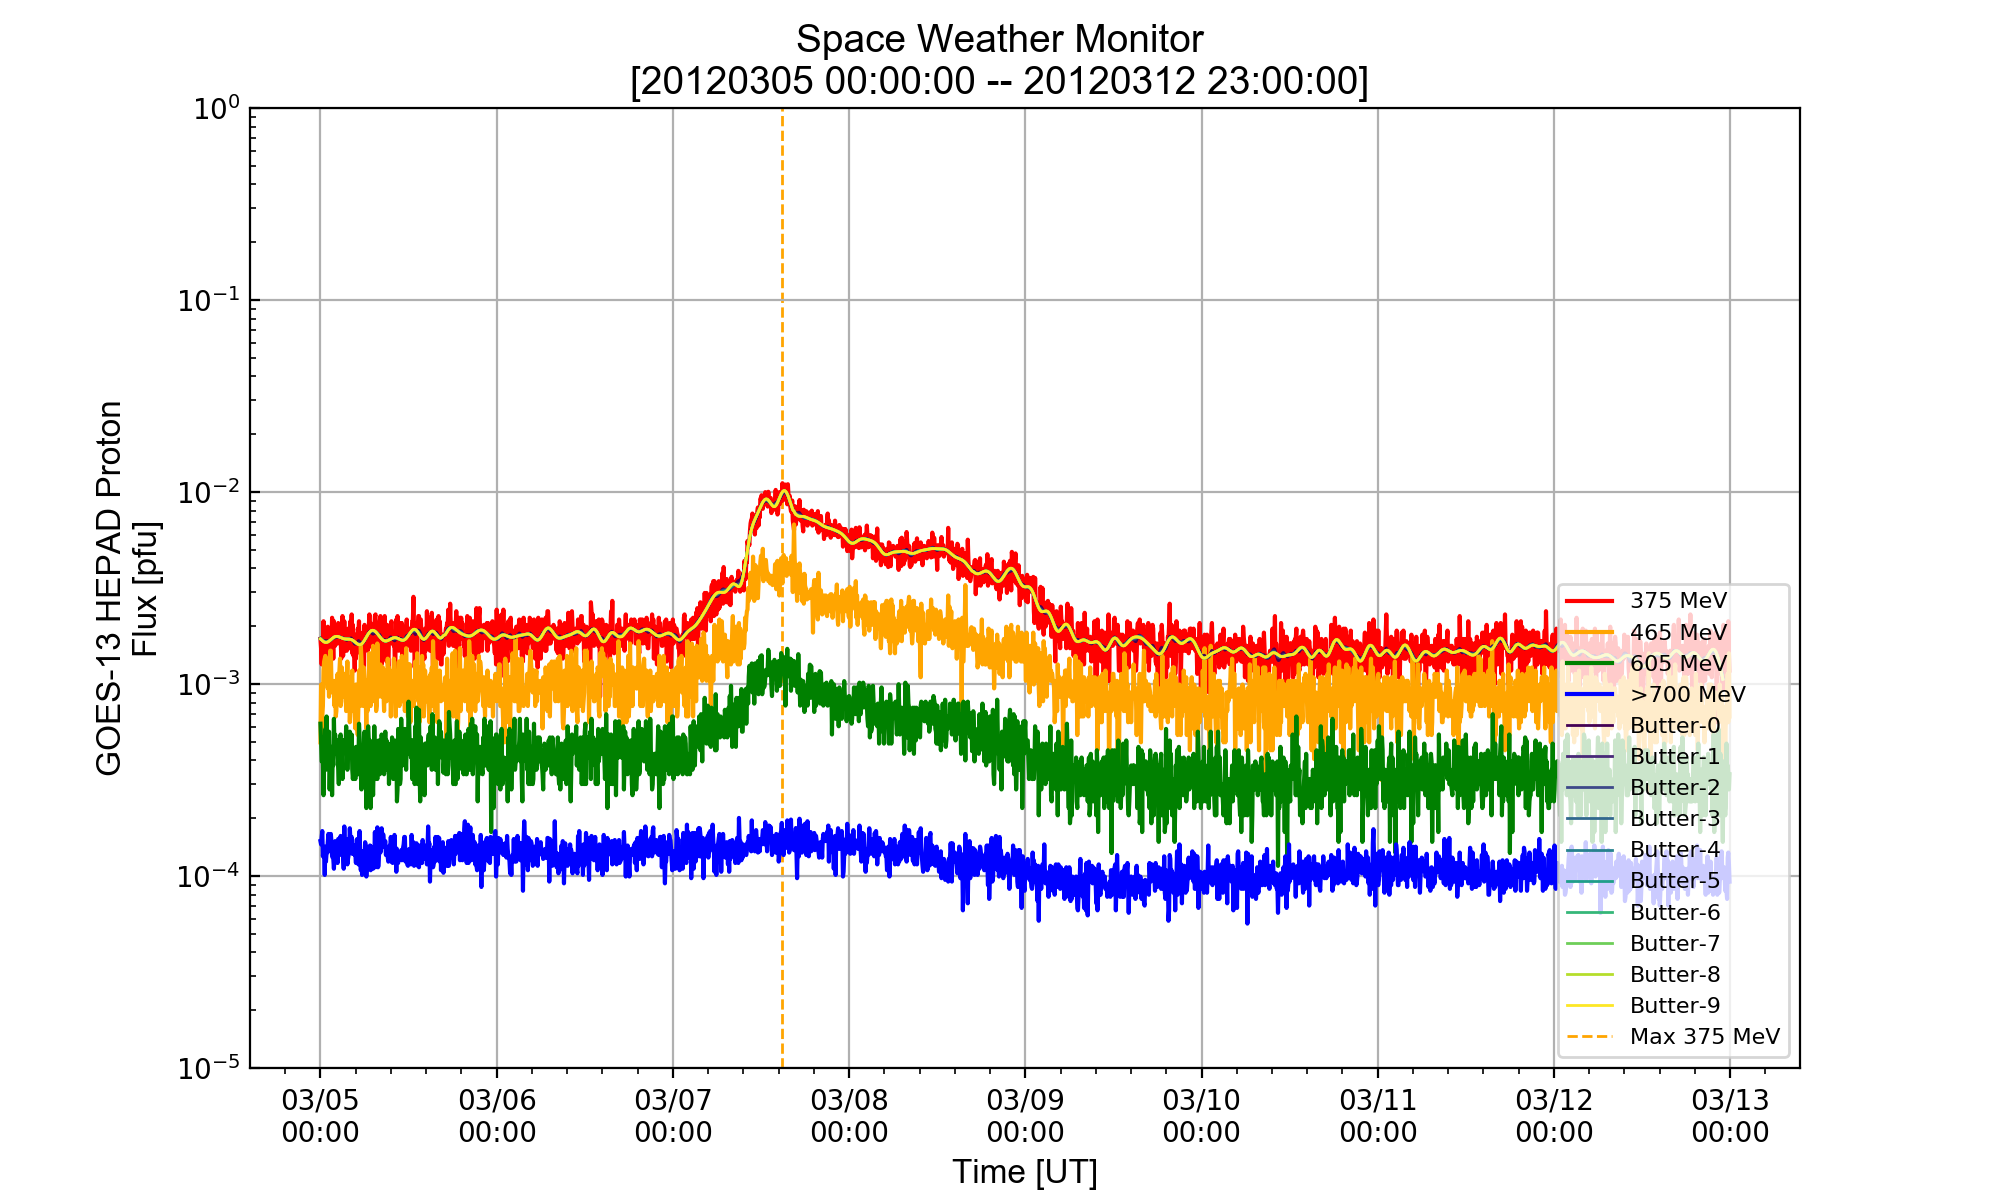 Space Weather Monitor
[20120305 00:00:00 -- 20120312 23:00:00]
GOES-13 HEPAD Proton
Flux [pfu]
10⁰
10⁻¹
10⁻²
10⁻³
10⁻⁴
10⁻⁵
375 MeV
465 MeV
605 MeV
>700 MeV
Butter-0
Butter-1
Butter-2
Butter-3
Butter-4
Butter-5
Butter-6
Butter-7
Butter-8
Butter-9
Max 375 MeV
03/05 03/06 03/07 03/08 03/09 03/10 03/11 03/12 03/13
00:00 00:00 00:00 00:00 00:00 00:00 00:00 00:00 00:00
Time [UT]